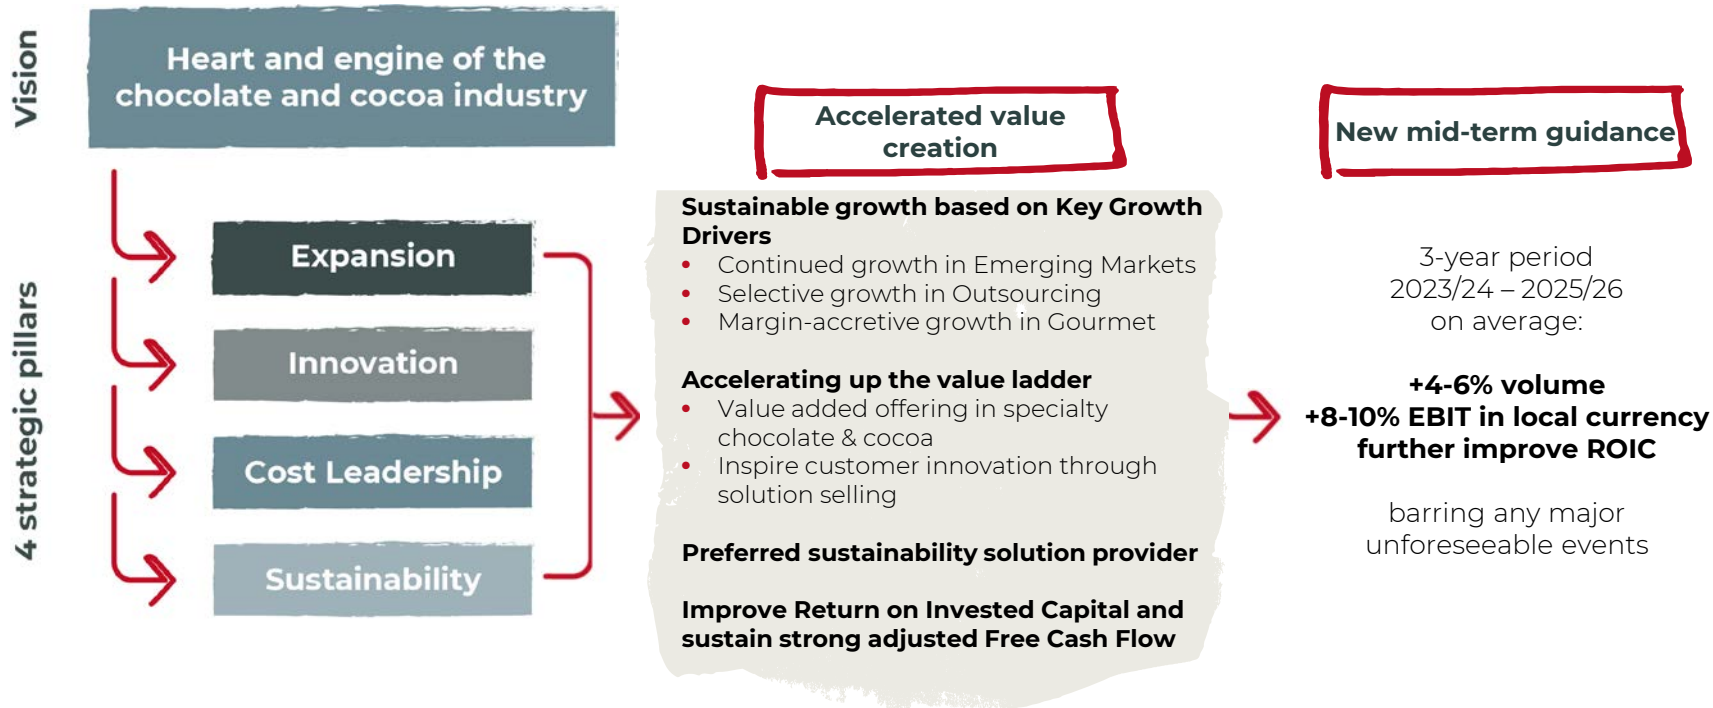 Vision
Heart and engine of the
chocolate and cocoa industry
4 strategic pillars
Expansion
Innovation
Cost Leadership
Sustainability
Accelerated value
creation
Sustainable growth based on Key Growth
Drivers
• Continued growth in Emerging Markets
• Selective growth in Outsourcing
• Margin-accretive growth in Gourmet
Accelerating up the value ladder
• Value added offering in specialty
chocolate & cocoa
• Inspire customer innovation through
solution selling
Preferred sustainability solution provider
Improve Return on Invested Capital and
sustain strong adjusted Free Cash Flow
New mid-term guidance
3-year period
2023/24 – 2025/26
on average:
+4-6% volume
+8-10% EBIT in local currency
further improve ROIC
barring any major
unforeseeable events